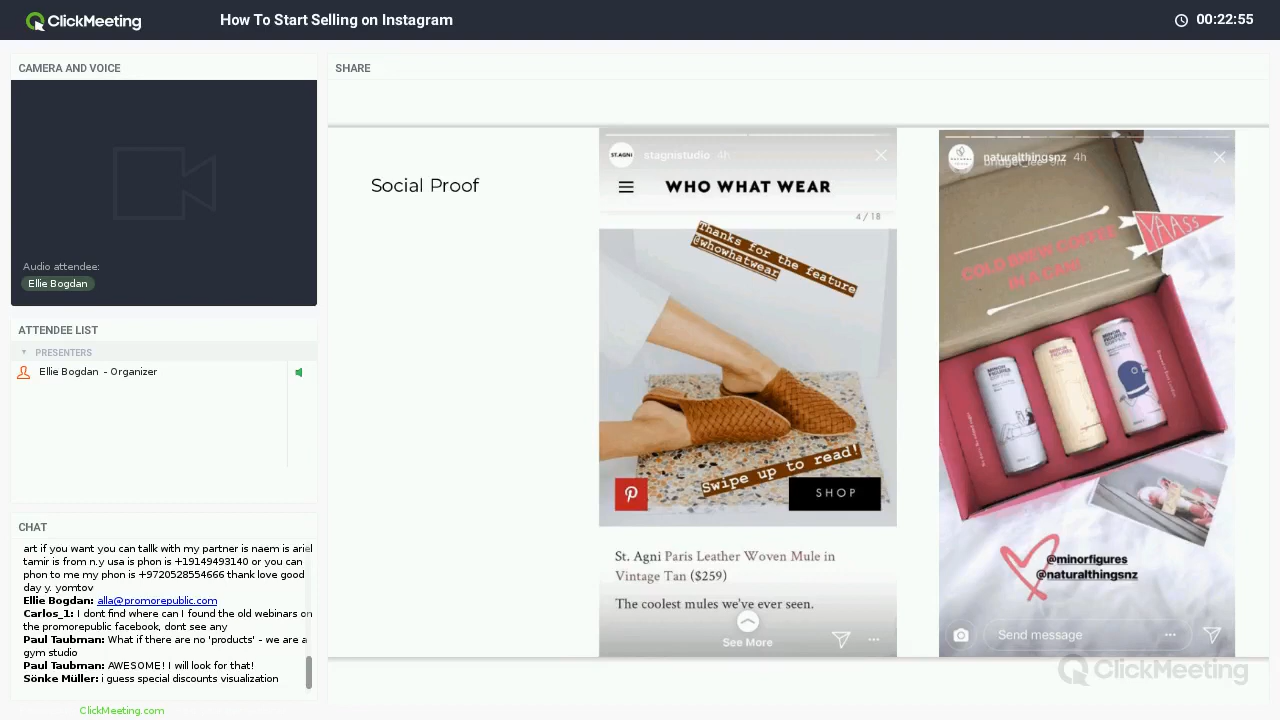 ClickMeeting
How To Start Selling on Instagram
00:22:55
CAMERA AND VOICE
Audio attendee:
Ellie Bogdan
ATTENDEE LIST
PRESENTERS
Ellie Bogdan - Organizer
CHAT
art if you want you can tallk with my partner is naem is ariel
tamir is from n.y usa is phon is +19149493140 or you can
phon to me my phon is +9720528554666 thank love good
day y. yomtov
Ellie Bogdan: alla@promorepublic.com
Carlos_1: I dont find where can I found the old webinars on
the promorepublic facebook, dont see any
Paul Taubman: What if there are no 'products' - we are a
gym studio
Paul Taubman: AWESOME! I will look for that!
Sönke Müller: i guess special discounts visualization
ClickMeeting.com
SHARE
Social Proof
ST.AGNI
stagnistudio 4h
WHO WHAT WEAR
4 / 18
Thanks for the feature
@whowhatwear
Swipe up to read!
SHOP
St. Agni Paris Leather Woven Mule in
Vintage Tan ($259)
The coolest mules we've ever seen.
See More
naturalthingsnz 4h
YAASS
COLD BREW COFFEE
IN A CAN!
MINOR
FIGURES
MINOR
FIGURES
MINOR
FIGURES
@minorfigures
@naturalthingsnz
Send message
ClickMeeting